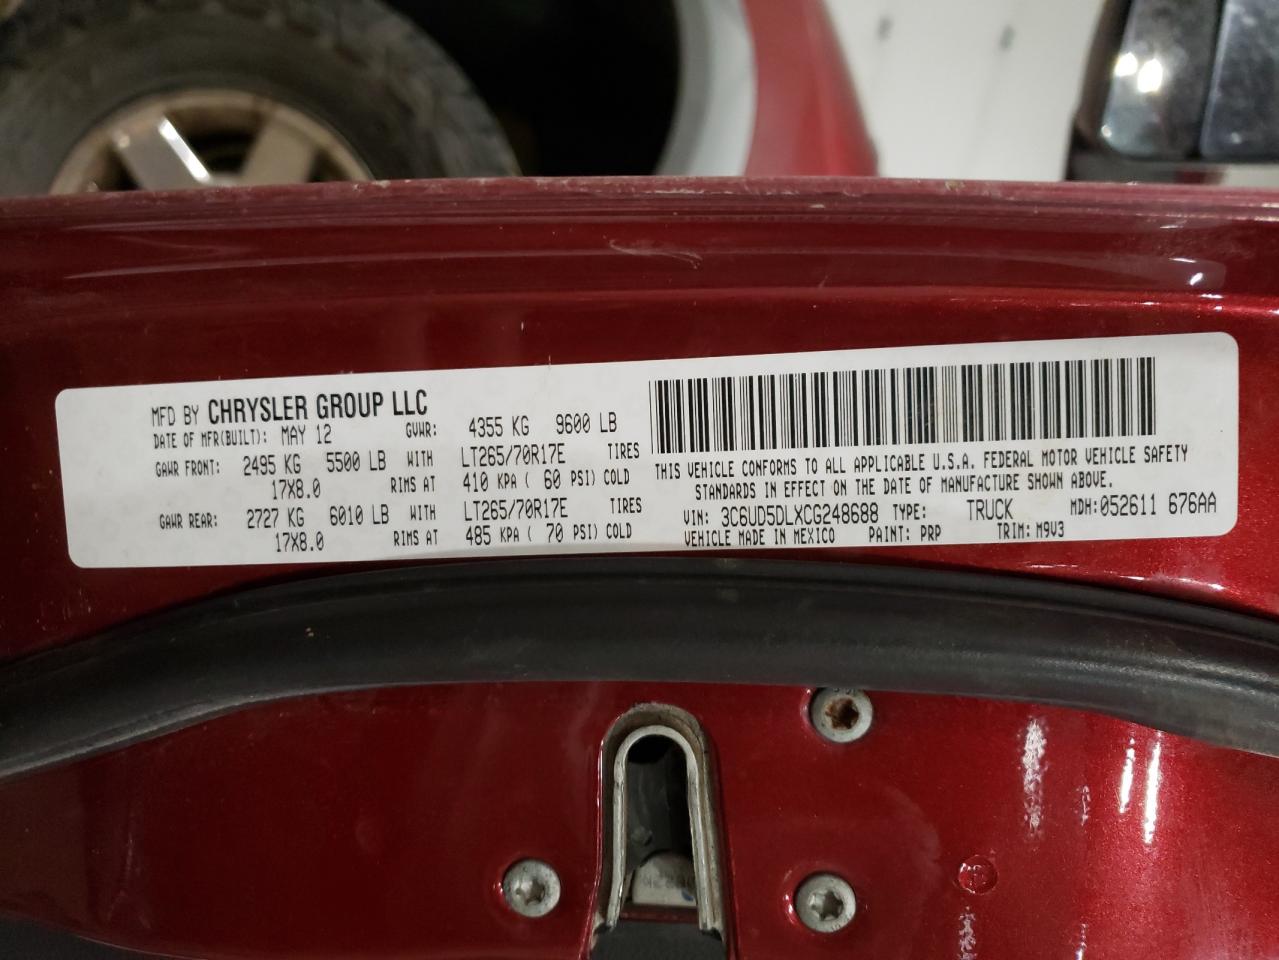 MFD BY CHRYSLER GROUP LLC
DATE OF MFR(BUILT): MAY 12 GVWR: 4355 KG 9600 LB
GAWR FRONT: 2495 KG 5500 LB WITH LT265/70R17E TIRES
17X8.0 RIMS AT 410 KPA ( 60 PSI) COLD
GAWR REAR: 2727 KG 6010 LB WITH LT265/70R17E TIRES
17X8.0 RIMS AT 485 KPA ( 70 PSI) COLD
THIS VEHICLE CONFORMS TO ALL APPLICABLE U.S.A. FEDERAL MOTOR VEHICLE SAFETY
STANDARDS IN EFFECT ON THE DATE OF MANUFACTURE SHOWN ABOVE.
VIN: 3C6UD5DLXCG248688 TYPE: TRUCK MDH:052611 676AA
VEHICLE MADE IN MEXICO PAINT: PRP TRIM: M9V3